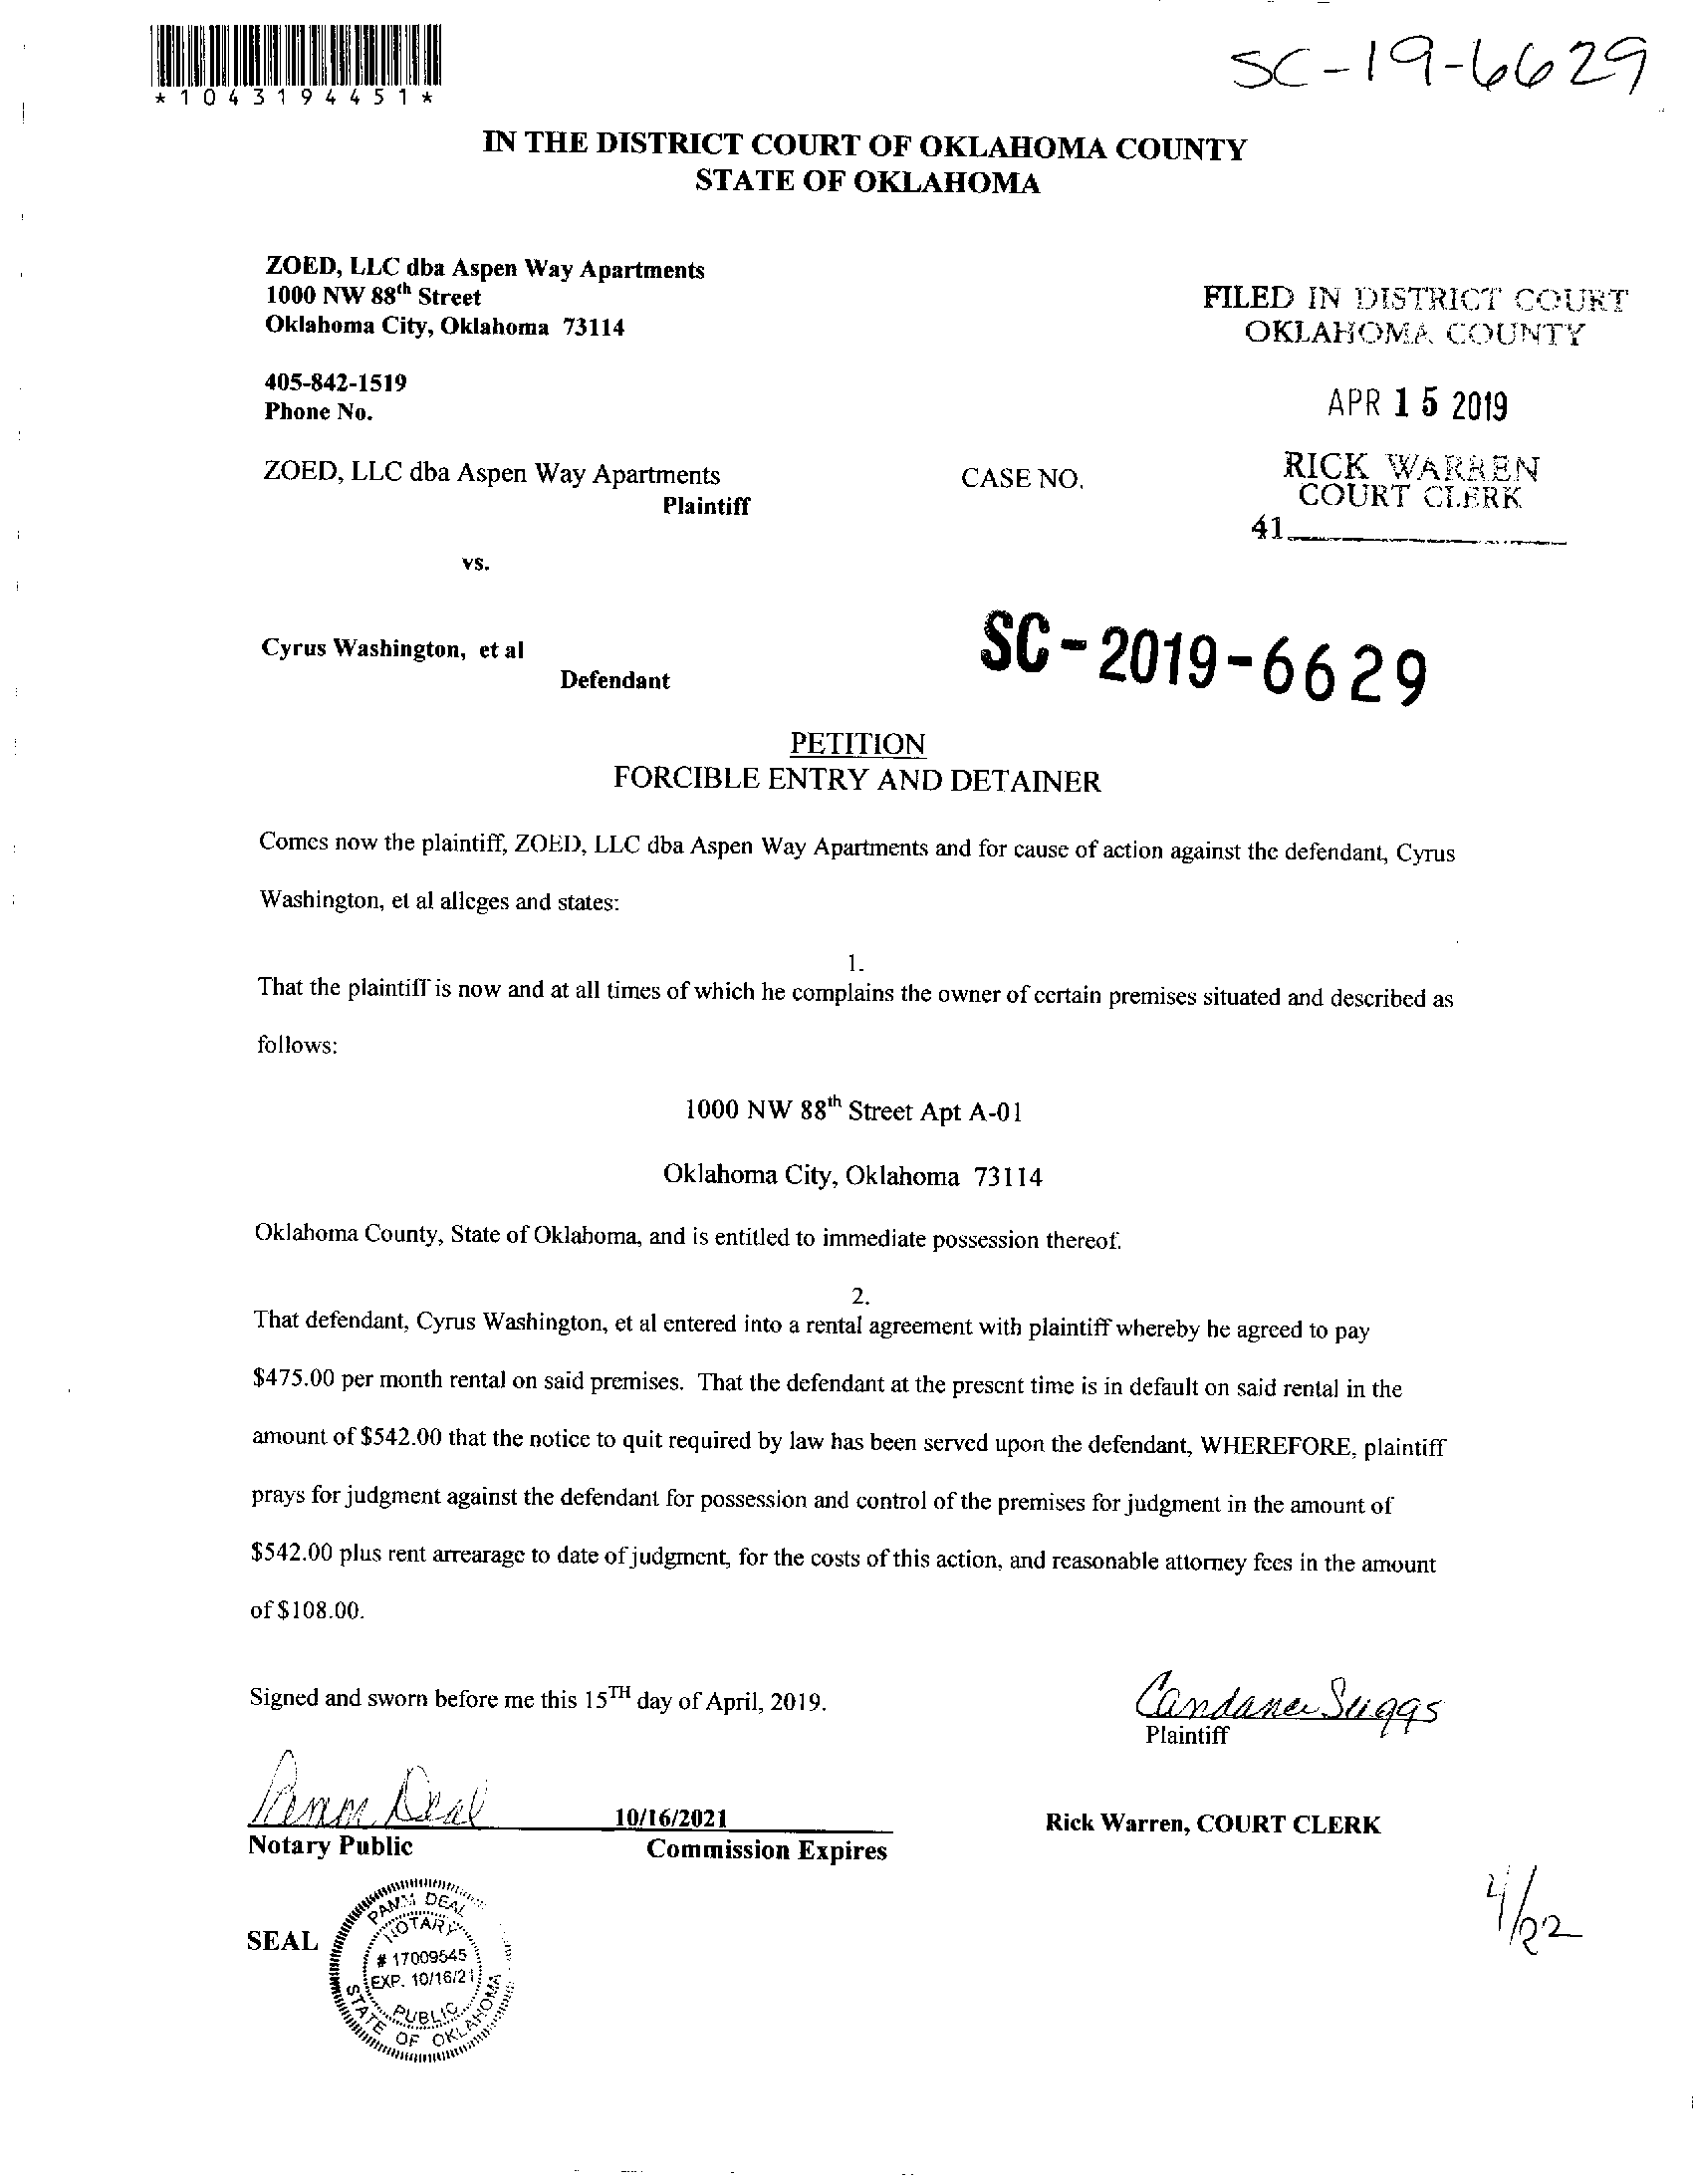 *1043194451*
SC-19-6629
IN THE DISTRICT COURT OF OKLAHOMA COUNTY
STATE OF OKLAHOMA
ZOED, LLC dba Aspen Way Apartments
1000 NW 88th Street
Oklahoma City, Oklahoma 73114
FILED IN DISTRICT COURT
OKLAHOMA COUNTY
405-842-1519
Phone No.
APR 15 2019
ZOED, LLC dba Aspen Way Apartments
Plaintiff
CASE NO.
RICK WARREN
COURT CLERK
41
vs.
Cyrus Washington, et al
Defendant
SC-2019-6629
PETITION
FORCIBLE ENTRY AND DETAINER
Comes now the plaintiff, ZOED, LLC dba Aspen Way Apartments and for cause of action against the defendant, Cyrus
Washington, et al alleges and states:
1.
That the plaintiff is now and at all times of which he complains the owner of certain premises situated and described as
follows:
1000 NW 88th Street Apt A-01
Oklahoma City, Oklahoma 73114
Oklahoma County, State of Oklahoma, and is entitled to immediate possession thereof.
2.
That defendant, Cyrus Washington, et al entered into a rental agreement with plaintiff whereby he agreed to pay
$475.00 per month rental on said premises. That the defendant at the present time is in default on said rental in the
amount of $542.00 that the notice to quit required by law has been served upon the defendant, WHEREFORE, plaintiff
prays for judgment against the defendant for possession and control of the premises for judgment in the amount of
$542.00 plus rent arrearage to date of judgment, for the costs of this action, and reasonable attorney fees in the amount
of $108.00.
Signed and sworn before me this 15TH day of April, 2019.
Plaintiff
Pamm Deal
10/16/2021
Notary Public
Commission Expires
Rick Warren, COURT CLERK
4/22
SEAL
PAMM DEAL
NOTARY
# 17009545
EXP. 10/16/21
PUBLIC
STATE OF OKLAHOMA